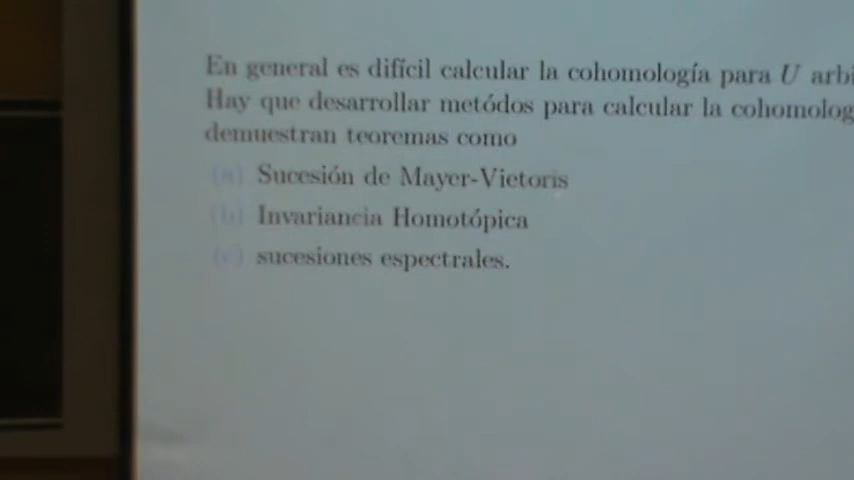 En general es difícil calcular la cohomología para U
Hay que desarrollar metódos para calcular la
demuestran teoremas como
(a) Sucesión de Mayer-Vietoris
(b) Invariancia Homotópica
(c) sucesiones espectrales.